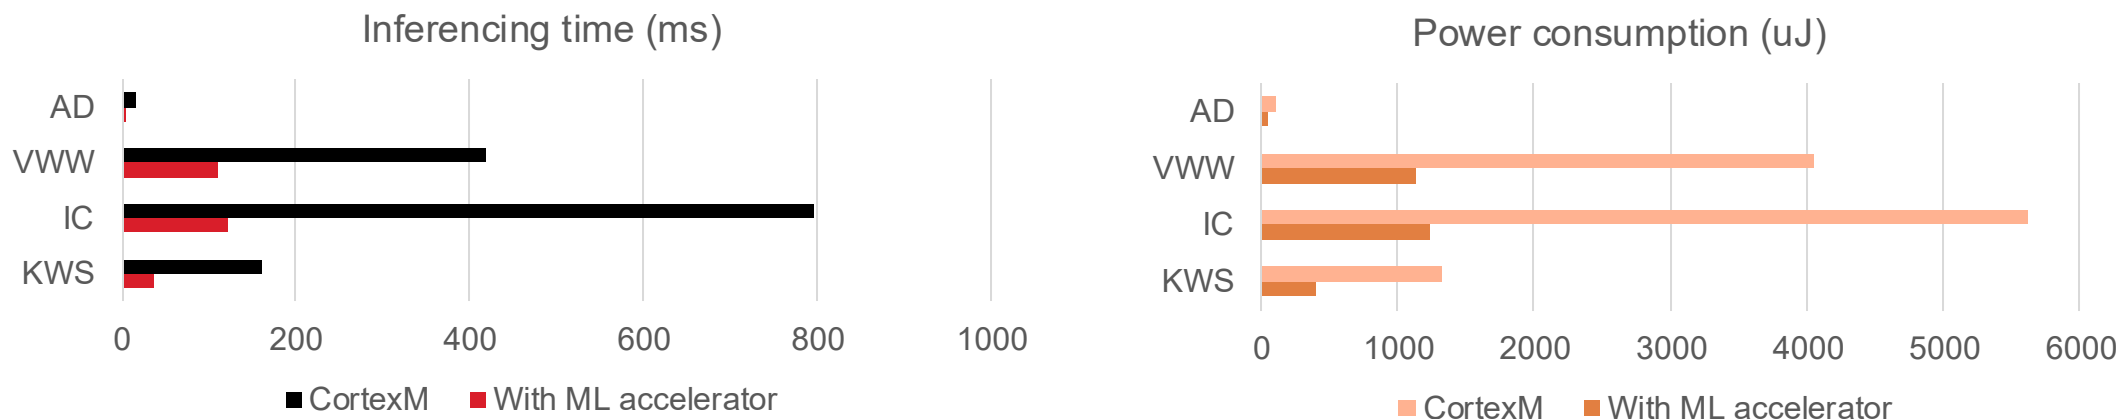 Inferencing time (ms)
AD
VWW
IC
KWS
0 200 400 600 800 1000
CortexM With ML accelerator
Power consumption (uJ)
AD
VWW
IC
KWS
0 1000 2000 3000 4000 5000 6000
CortexM With ML accelerator